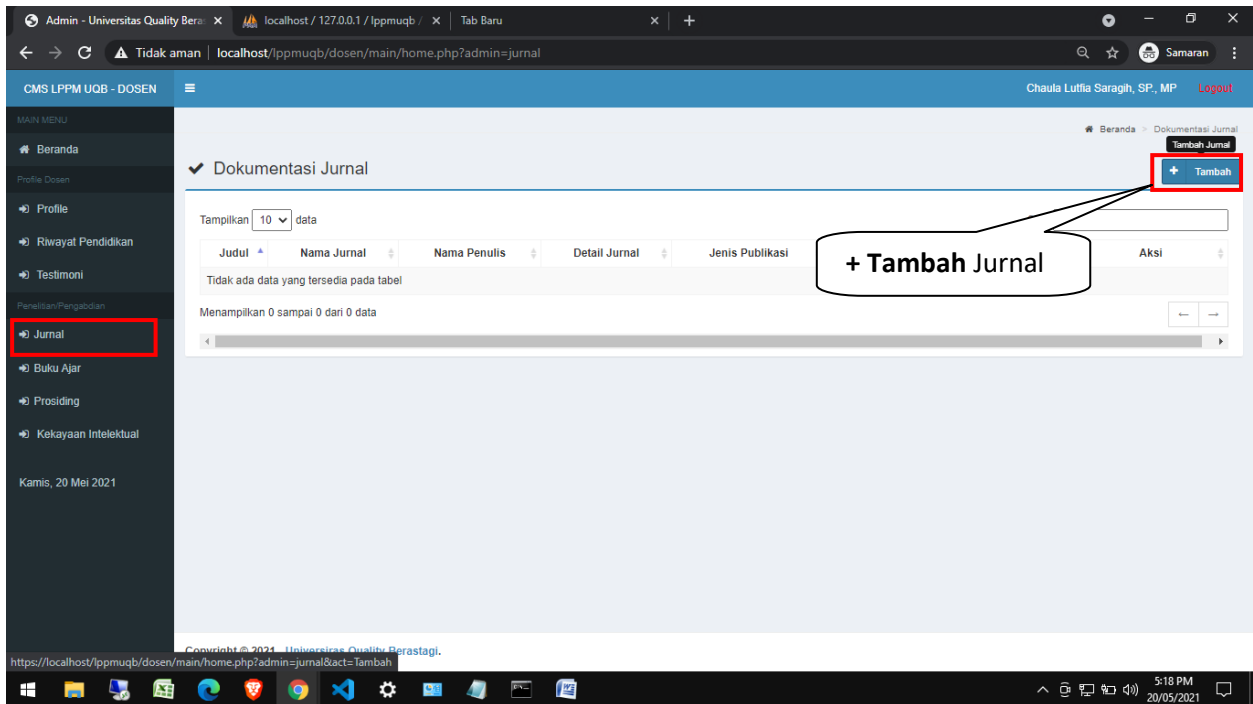 Admin - Universitas Quality Beras
localhost / 127.0.0.1 / lppmuqb /
Tab Baru
Tidak aman
localhost/lppmuqb/dosen/main/home.php?admin=jurnal
Samaran
CMS LPPM UQB - DOSEN
Chaula Lutfia Saragih, SP., MP
Logout
MAIN MENU
Beranda
Profile Dosen
Profile
Riwayat Pendidikan
Testimoni
Penelitian/Pengabdian
Jurnal
Buku Ajar
Prosiding
Kekayaan Intelektual
Kamis, 20 Mei 2021
Beranda > Dokumentasi Jurnal
Tambah Jurnal
Dokumentasi Jurnal
+ Tambah
Tampilkan 10 data
Judul Nama Jurnal Nama Penulis Detail Jurnal Jenis Publikasi Aksi
+ Tambah Jurnal
Tidak ada data yang tersedia pada tabel
Menampilkan 0 sampai 0 dari 0 data
← →
Copyright © 2021 Universiras Quality Berastagi.
https://localhost/lppmuqb/dosen/main/home.php?admin=jurnal&act=Tambah
5:18 PM
20/05/2021